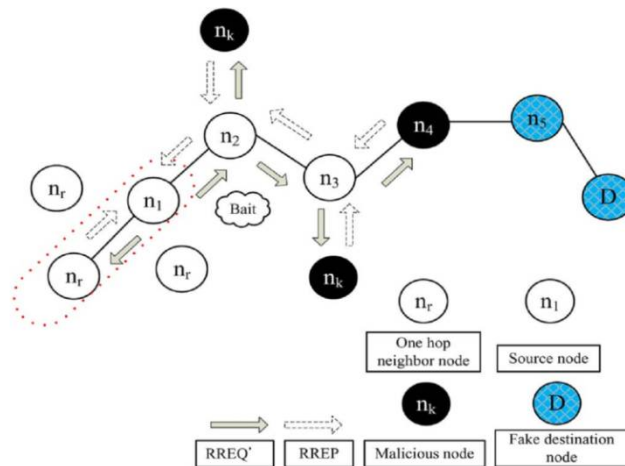 nk
n2
n4
n5
nr
n1
n3
D
Bait
nr
nr
nk
nr
n1
One hop
neighbor node
Source node
nk
D
RREQ'
RREP
Malicious node
Fake destination
node